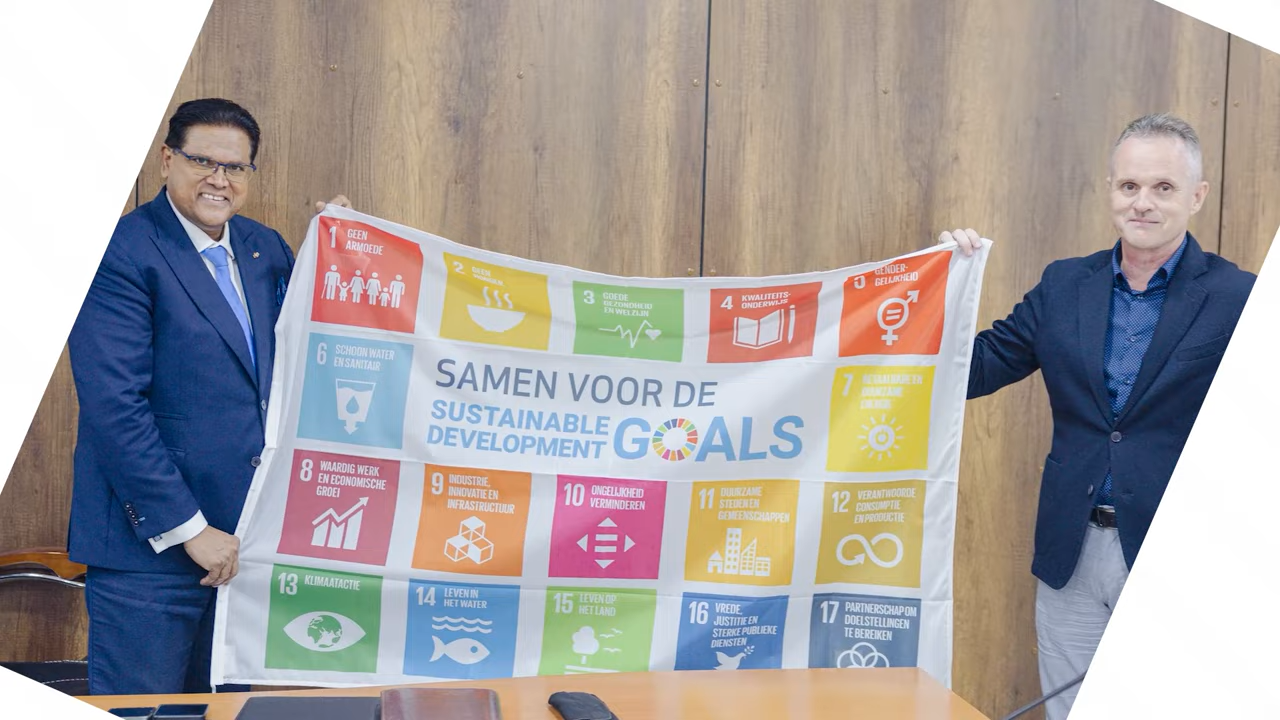 1 GEEN
ARMOEDE
2 GEEN
3 GOEDE
GEZONDHEID
EN WELZIJN
4 KWALITEITS-
ONDERWIJS
5 GENDER-
GELIJKHEID
6 SCHOON WATER
EN SANITAIR
SAMEN VOOR DE
SUSTAINABLE
DEVELOPMENT
GOALS
7
8 WAARDIG WERK
EN ECONOMISCHE
GROEI
9 INDUSTRIE,
INNOVATIE EN
INFRASTRUCTUUR
10 ONGELIJKHEID
VERMINDEREN
11 DUURZAME
STEDEN EN
GEMEENSCHAPPEN
12 VERANTWOORDE
CONSUMPTIE
EN PRODUCTIE
13 KLIMAATACTIE
14 LEVEN IN
HET WATER
15 LEVEN OP
HET LAND
16 VREDE,
JUSTITIE EN
STERKE PUBLIEKE
DIENSTEN
17 PARTNERSCHAP OM
DOELSTELLINGEN
TE BEREIKEN